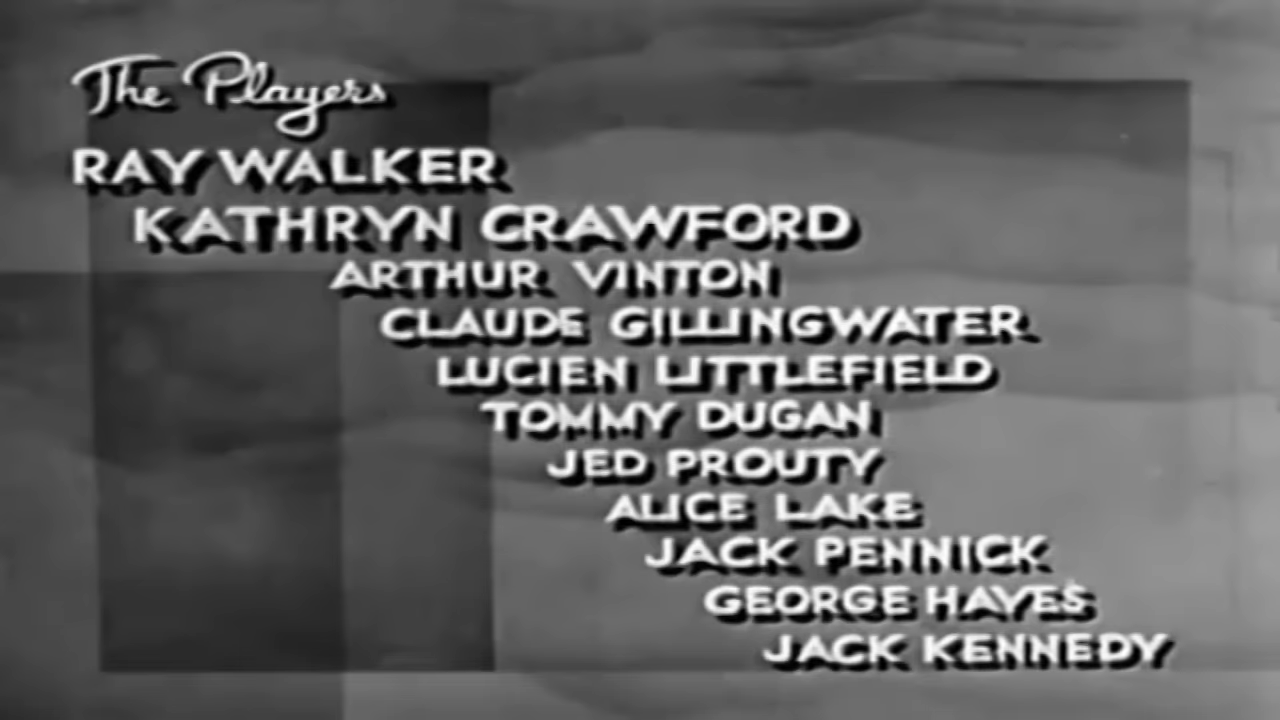 The Players
RAY WALKER
KATHRYN CRAWFORD
ARTHUR VINTON
CLAUDE GILLINGWATER
LUCIEN LITTLEFIELD
TOMMY DUGAN
JED PROUTY
ALICE LAKE
JACK PENNICK
GEORGE HAYES
JACK KENNEDY